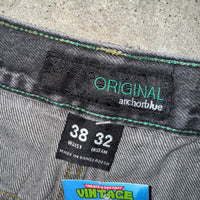 ORIGINAL
anchorblue
38 32
WAIST INSEAM
MADE IN BANGLADESH
VINTAGE